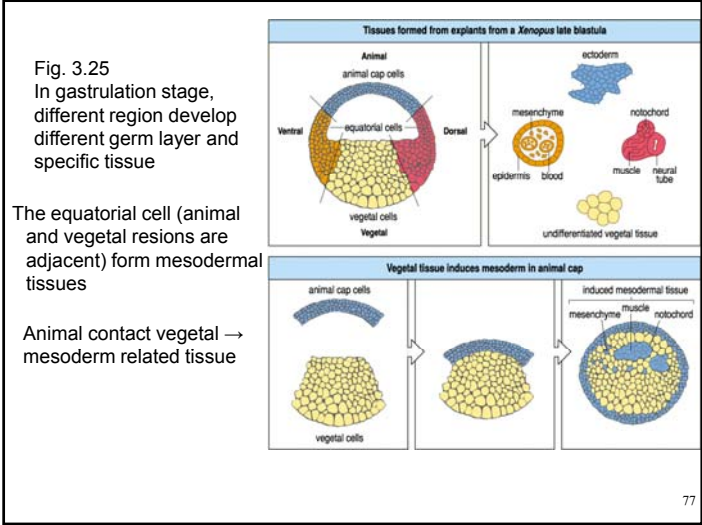 Fig. 3.25
In gastrulation stage,
different region develop
different germ layer and
specific tissue
The equatorial cell (animal
and vegetal resions are
adjacent) form mesodermal
tissues
Animal contact vegetal →
mesoderm related tissue
Tissues formed from explants from a Xenopus late blastula
Animal
animal cap cells
Ventral
equatorial cells
Dorsal
vegetal cells
Vegetal
ectoderm
mesenchyme
notochord
epidermis
blood
muscle
neural
tube
undifferentiated vegetal tissue
Vegetal tissue induces mesoderm in animal cap
animal cap cells
vegetal cells
induced mesodermal tissue
mesenchyme
muscle
notochord
77